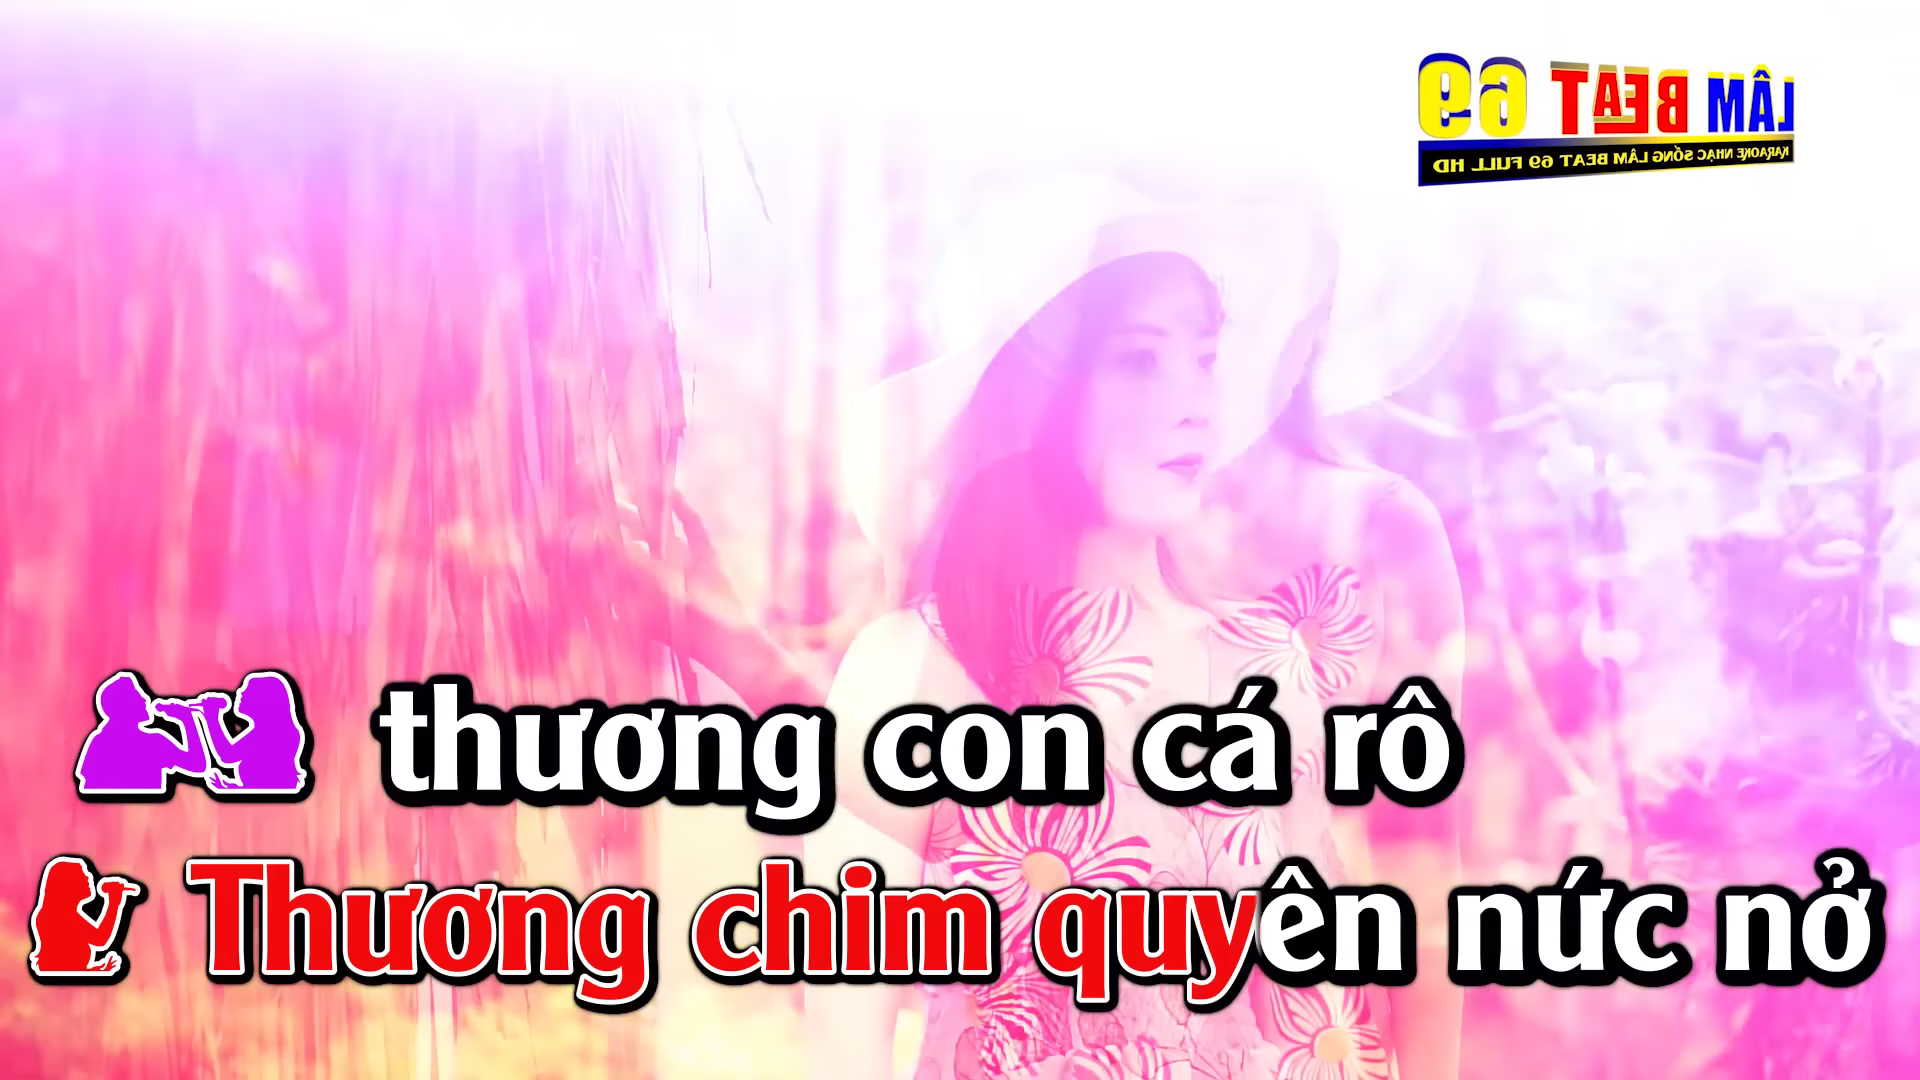 LÂM BEAT 69
KARAOKE NHẠC SỐNG LÂM BEAT 69 FULL HD
thương con cá rô
Thương chim quyên nức nở